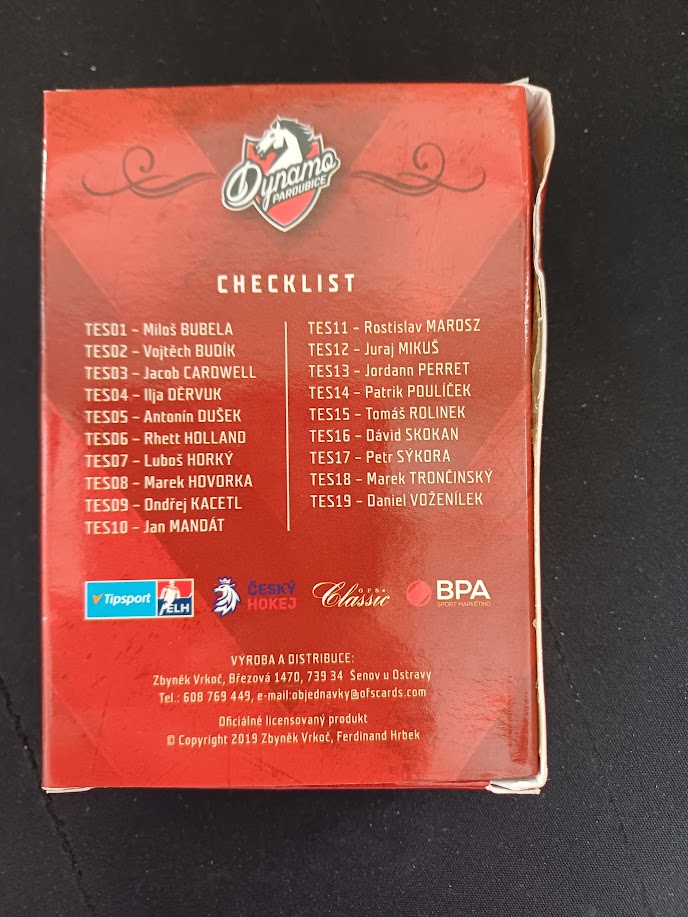 Dynamo
PARDUBICE
CHECKLIST
TES01 – Miloš BUBELA
TES02 – Vojtěch BUDÍK
TES03 – Jacob CARDWELL
TES04 – Ilja DĚRVUK
TES05 – Antonín DUŠEK
TES06 – Rhett HOLLAND
TES07 – Luboš HORKÝ
TES08 – Marek HOVORKA
TES09 – Ondřej KACETL
TES10 – Jan MANDÁT
TES11 – Rostislav MAROSZ
TES12 – Juraj MIKUŠ
TES13 – Jordann PERRET
TES14 – Patrik POULÍČEK
TES15 – Tomáš ROLINEK
TES16 – Dávid SKOKAN
TES17 – Petr SÝKORA
TES18 – Marek TRONČINSKÝ
TES19 – Daniel VOŽENÍLEK
Tipsport
ELH
ČESKÝ
HOKEJ
OFS
Classic
BPA
SPORT MARKETING
VÝROBA A DISTRIBUCE:
Zbyněk Vrkoč, Březová 1470, 739 34 Šenov u Ostravy
Tel.: 608 769 449, e-mail:objednavky@ofscards.com
Oficiálně licensovaný produkt
© Copyright 2019 Zbyněk Vrkoč, Ferdinand Hrbek